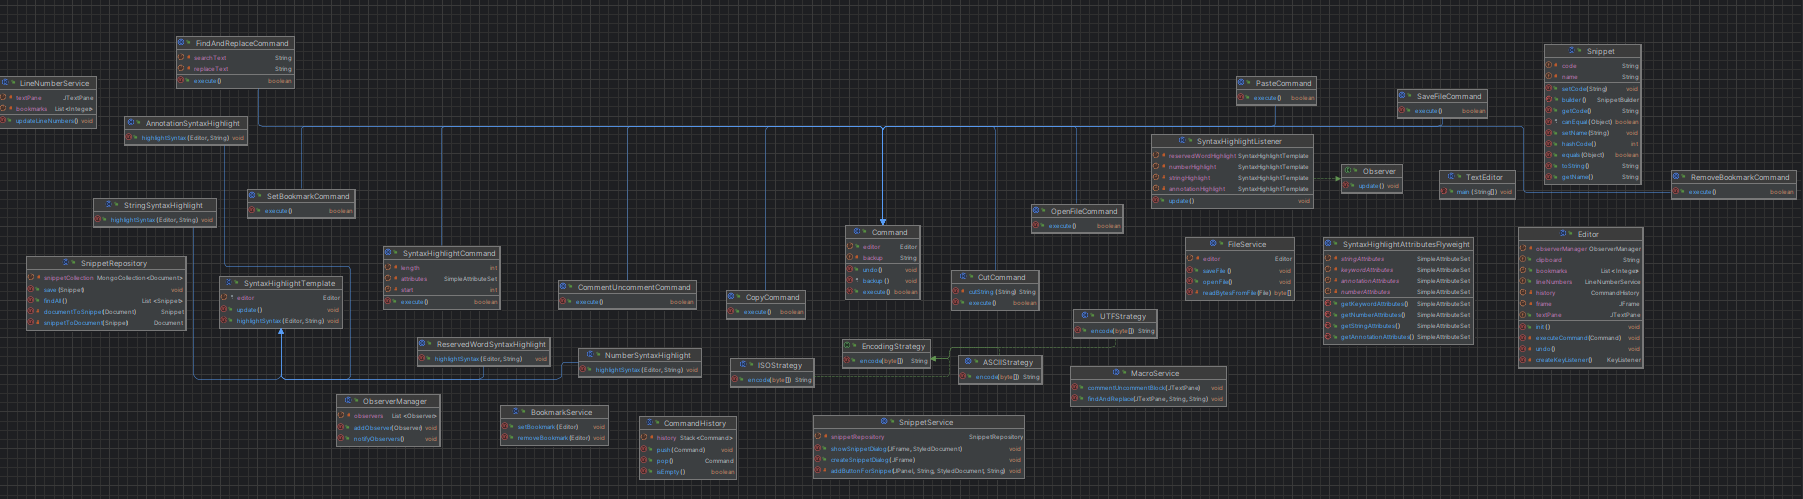 FindAndReplaceCommand
searchText String
replaceText String
execute() boolean
LineNumberService
textPane JTextPane
bookmarks List<Integer>
updateLineNumbers() void
AnnotationSyntaxHighlight
highlightSyntax(Editor, String) void
PasteCommand
execute() boolean
SaveFileCommand
execute() boolean
Snippet
code String
name String
setCode(String) void
builder() SnippetBuilder
getCode() String
canEqual(Object) boolean
setName(String) void
hashCode() int
equals(Object) boolean
toString() String
getName() String
SyntaxHighlightListener
reservedWordHighlight SyntaxHighlightTemplate
numberHighlight SyntaxHighlightTemplate
stringHighlight SyntaxHighlightTemplate
annotationHighlight SyntaxHighlightTemplate
update() void
Observer
update() void
TextEditor
main(String[]) void
RemoveBookmarkCommand
execute() boolean
SetBookmarkCommand
execute() boolean
StringSyntaxHighlight
highlightSyntax(Editor, String) void
OpenFileCommand
execute() boolean
Command
editor Editor
backup String
undo() void
backup() void
execute() boolean
SyntaxHighlightCommand
length int
attributes SimpleAttributeSet
start int
execute() boolean
SnippetRepository
snippetCollection MongoCollection<Document>
save(Snippet) void
findAll() List<Snippet>
documentToSnippet(Document) Snippet
snippetToDocument(Snippet) Document
SyntaxHighlightTemplate
editor Editor
update() void
highlightSyntax(Editor, String) void
CommentUncommentCommand
execute() boolean
CopyCommand
execute() boolean
CutCommand
cutString(String) String
execute() boolean
FileService
editor Editor
saveFile() void
openFile() void
readBytesFromFile(File) byte[]
SyntaxHighlightAttributesFlyweight
stringAttributes SimpleAttributeSet
keywordAttributes SimpleAttributeSet
annotationAttributes SimpleAttributeSet
numberAttributes SimpleAttributeSet
getKeywordAttributes() SimpleAttributeSet
getNumberAttributes() SimpleAttributeSet
getStringAttributes() SimpleAttributeSet
getAnnotationAttributes() SimpleAttributeSet
Editor
observerManager ObserverManager
clipboard String
bookmarks List<Integer>
lineNumbers LineNumberService
history CommandHistory
frame JFrame
textPane JTextPane
init() void
executeCommand(Command) void
undo() void
createKeyListener() KeyListener
UTFStrategy
encode(byte[]) String
EncodingStrategy
encode(byte[]) String
ReservedWordSyntaxHighlight
highlightSyntax(Editor, String) void
NumberSyntaxHighlight
highlightSyntax(Editor, String) void
ISOStrategy
encode(byte[]) String
ASCIIStrategy
encode(byte[]) String
MacroService
commentUncommentBlock(JTextPane) void
findAndReplace(JTextPane, String, String) void
ObserverManager
observers List<Observer>
addObserver(Observer) void
notifyObservers() void
BookmarkService
setBookmark(Editor) void
removeBookmark(Editor) void
CommandHistory
history Stack<Command>
push(Command) void
pop() Command
isEmpty() boolean
SnippetService
snippetRepository SnippetRepository
showSnippetDialog(JFrame, StyledDocument) void
createSnippetDialog(JFrame) void
addButtonForSnippet(JPanel, String, StyledDocument, String) void